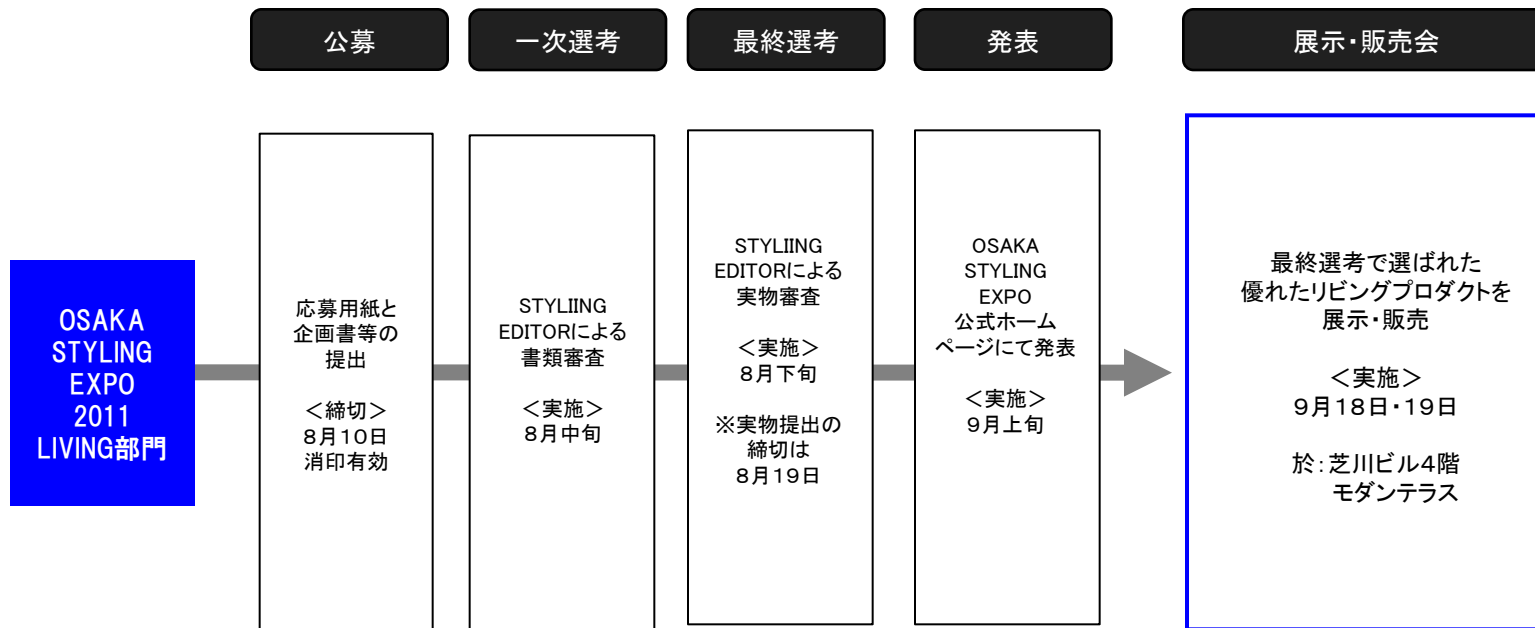 公募
一次選考
最終選考
発表
展示・販売会
OSAKA
STYLING
EXPO
2011
LIVING部門
応募用紙と
企画書等の
提出
＜締切＞
８月１０日
消印有効
STYLIING
EDITORによる
書類審査
＜実施＞
８月中旬
STYLIING
EDITORによる
実物審査
＜実施＞
８月下旬
※実物提出の
締切は
８月１９日
OSAKA
STYLING
EXPO
公式ホーム
ページにて発表
＜実施＞
９月上旬
最終選考で選ばれた
優れたリビングプロダクトを
展示・販売
＜実施＞
９月１８日・１９日
於：芝川ビル４階
モダンテラス